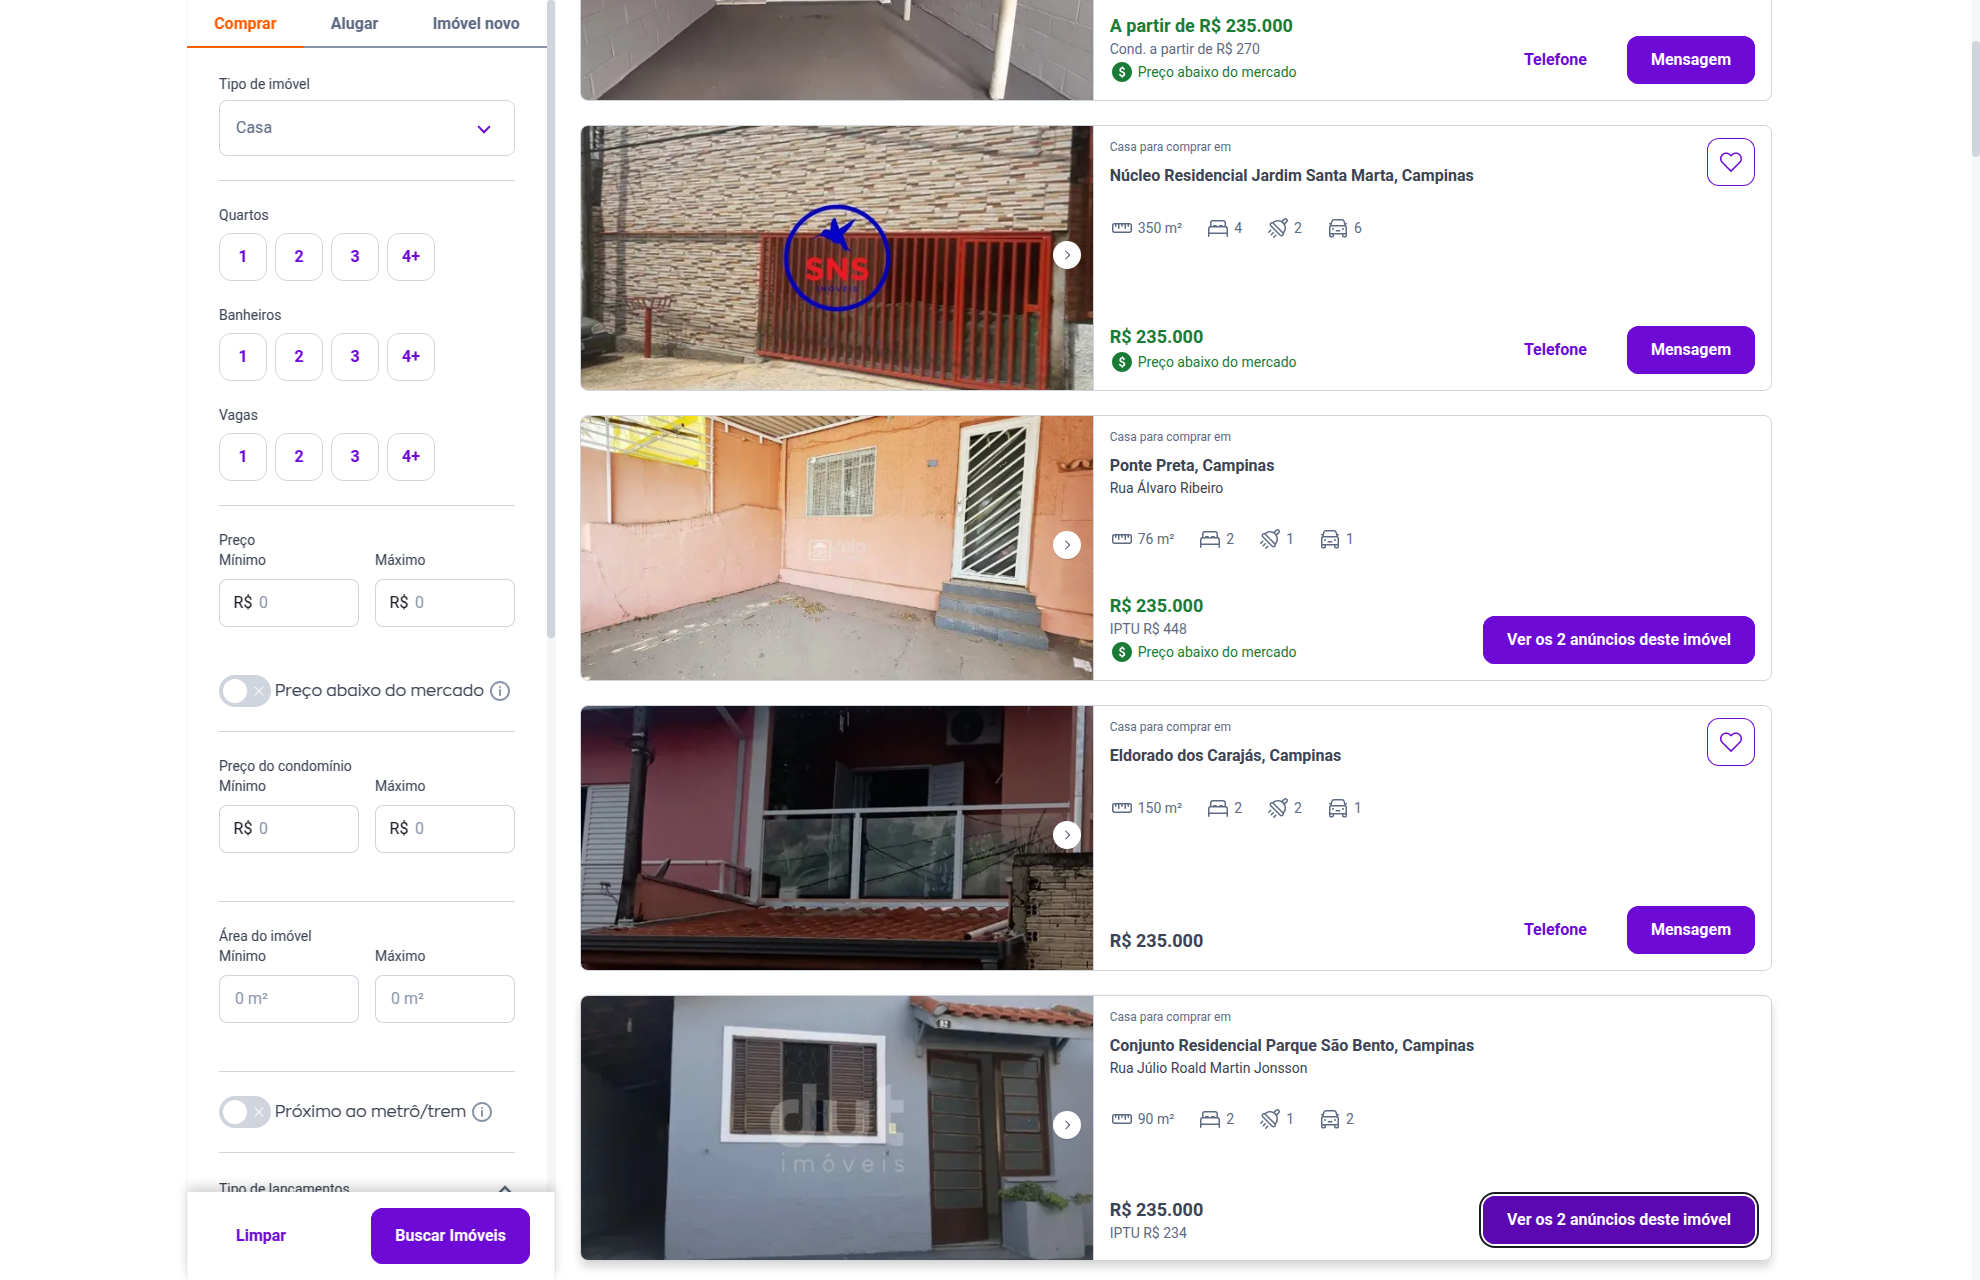 Comprar
Alugar
Imóvel novo
Tipo de imóvel
Casa
Quartos
1
2
3
4+
Banheiros
1
2
3
4+
Vagas
1
2
3
4+
Preço
Mínimo
Máximo
R$ 0
R$ 0
Preço abaixo do mercado
Preço do condomínio
Mínimo
Máximo
R$ 0
R$ 0
Área do imóvel
Mínimo
Máximo
0 m²
0 m²
Próximo ao metrô/trem
Tipo de lançamentos
Limpar
Buscar Imóveis
A partir de R$ 235.000
Cond. a partir de R$ 270
Preço abaixo do mercado
Telefone
Mensagem
SNS
IMÓVEIS
Casa para comprar em
Núcleo Residencial Jardim Santa Marta, Campinas
350 m²
4
2
6
R$ 235.000
Preço abaixo do mercado
Telefone
Mensagem
Casa para comprar em
Ponte Preta, Campinas
Rua Álvaro Ribeiro
76 m²
2
1
1
R$ 235.000
IPTU R$ 448
Preço abaixo do mercado
Ver os 2 anúncios deste imóvel
Casa para comprar em
Eldorado dos Carajás, Campinas
150 m²
2
2
1
R$ 235.000
Telefone
Mensagem
dut
imóveis
Casa para comprar em
Conjunto Residencial Parque São Bento, Campinas
Rua Júlio Roald Martin Jonsson
90 m²
2
1
2
R$ 235.000
IPTU R$ 234
Ver os 2 anúncios deste imóvel